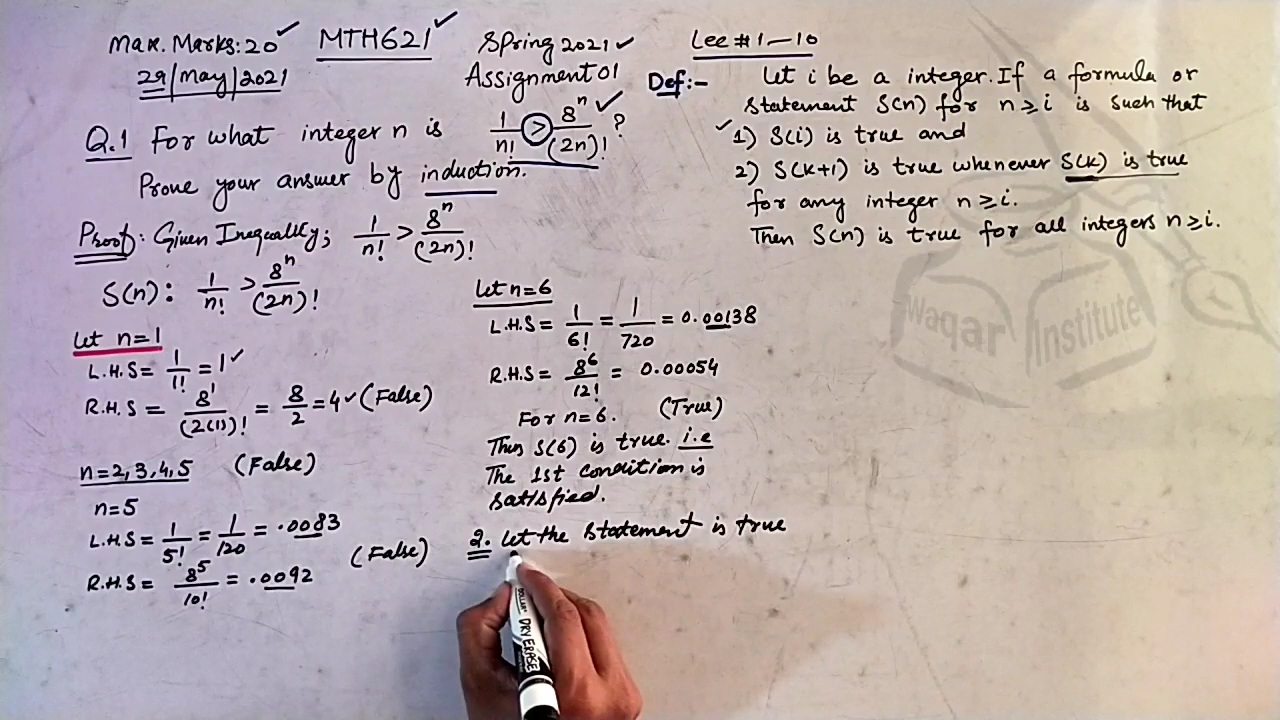 Max. Marks: 20 ✓ MTH621 ✓ Spring 2021 ✓
29/May/2021 Assignment 01
Q.1 For what integer n is 1/n! > 8^n/(2n)! ✓ ?
Prove your answer by induction.
Proof: Given Inequality; 1/n! > 8^n/(2n)!
S(n): 1/n! > 8^n/(2n)!
Let n=1
L.H.S = 1/1! = 1 ✓
R.H.S = 8^1/(2(1))! = 8/2 = 4 ✓ (False)
n=2,3,4,5 (False)
n=5
L.H.S = 1/5! = 1/120 = .0083
(False)
R.H.S = 8^5/10! = .0092
Let n=6
L.H.S = 1/6! = 1/720 = 0.00138
R.H.S = 8^6/12! = 0.00054
For n=6. (True)
Thus S(6) is true. i.e
The 1st condition is
satisfied.
2. Let the statement is true
Lec # 1-10
Def:- Let i be a integer. If a formula or
statement S(n) for n ≥ i is such that
✓ 1) S(i) is true and
2) S(k+1) is true whenever S(k) is true
for any integer n ≥ i.
Then S(n) is true for all integers n ≥ i.
Waqar Institute
DOLLAR DRY ERASE